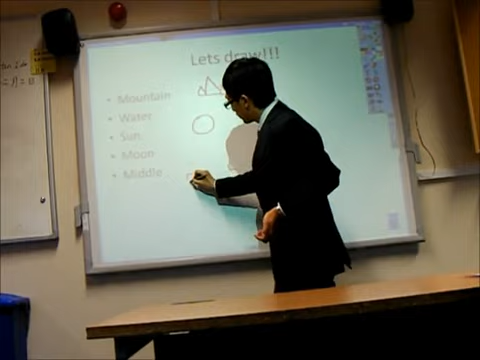 Lets draw!!!
• Mountain
• Water
• Sun
• Moon
• Middle